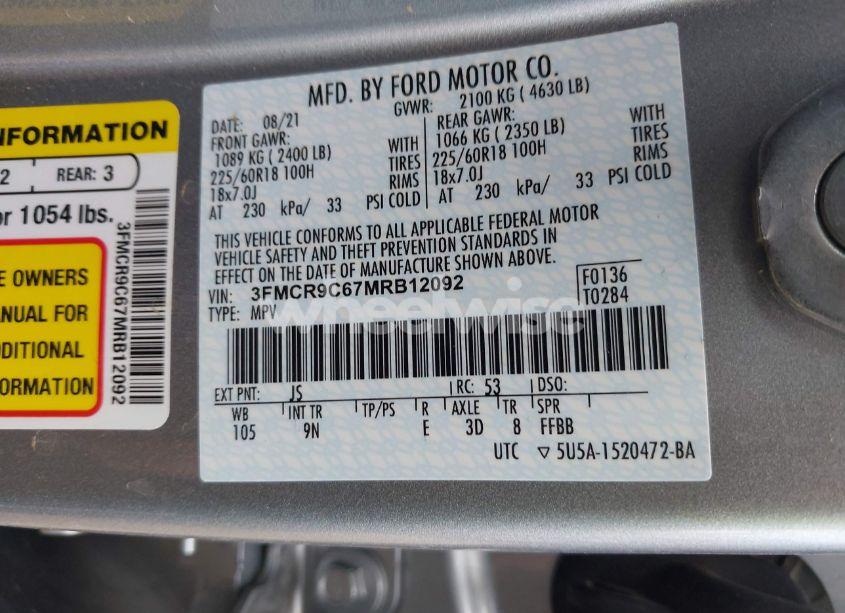 NFORMATION
2 REAR: 3
or 1054 lbs.
E OWNERS
ANUAL FOR
DDITIONAL
FORMATION
3FMCR9C67MRB12092
MFD. BY FORD MOTOR CO.
DATE: 08/21 GVWR: 2100 KG ( 4630 LB)
FRONT GAWR: REAR GAWR:
1089 KG ( 2400 LB) WITH 1066 KG ( 2350 LB) WITH
225/60R18 100H TIRES 225/60R18 100H TIRES
18x7.0J RIMS 18x7.0J RIMS
AT 230 kPa/ 33 PSI COLD AT 230 kPa/ 33 PSI COLD
THIS VEHICLE CONFORMS TO ALL APPLICABLE FEDERAL MOTOR
VEHICLE SAFETY AND THEFT PREVENTION STANDARDS IN
EFFECT ON THE DATE OF MANUFACTURE SHOWN ABOVE.
VIN: 3FMCR9C67MRB12092 F0136
TYPE: MPV T0284
wheelwise
EXT PNT: JS RC: 53 DSO:
WB INT TR TP/PS R AXLE TR SPR
105 9N E 3D 8 FFBB
UTC ▽ 5U5A-1520472-BA